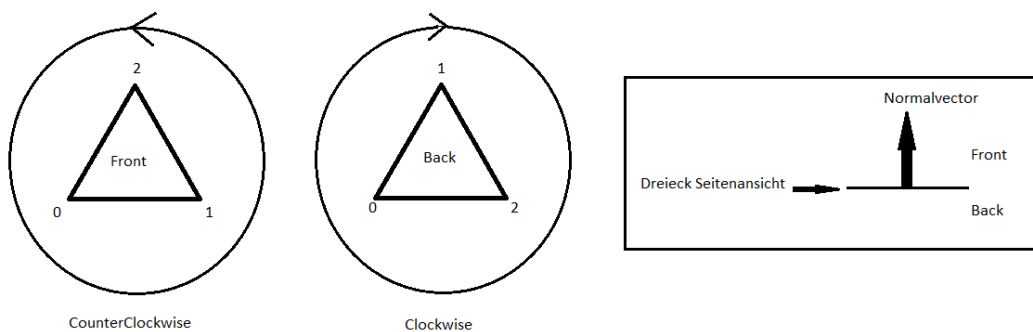 2
Front
0
1
CounterClockwise
1
Back
0
2
Clockwise
Normalvector
Front
Dreieck Seitenansicht
Back